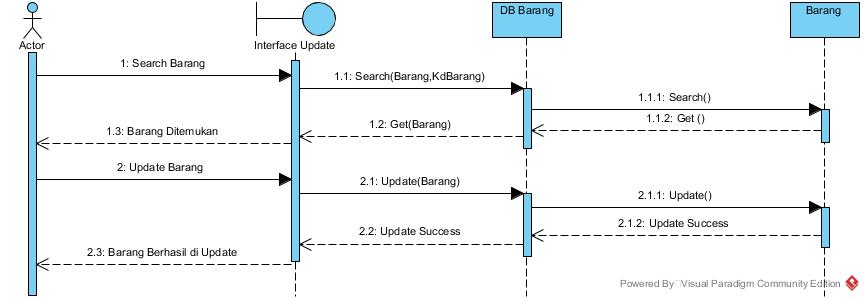 DB Barang
Barang
Actor
Interface Update
1: Search Barang
1.1: Search(Barang,KdBarang)
1.1.1: Search()
1.1.2: Get ()
1.2: Get(Barang)
1.3: Barang Ditemukan
2: Update Barang
2.1: Update(Barang)
2.1.1: Update()
2.1.2: Update Success
2.2: Update Success
2.3: Barang Berhasil di Update
Powered By Visual Paradigm Community Edition